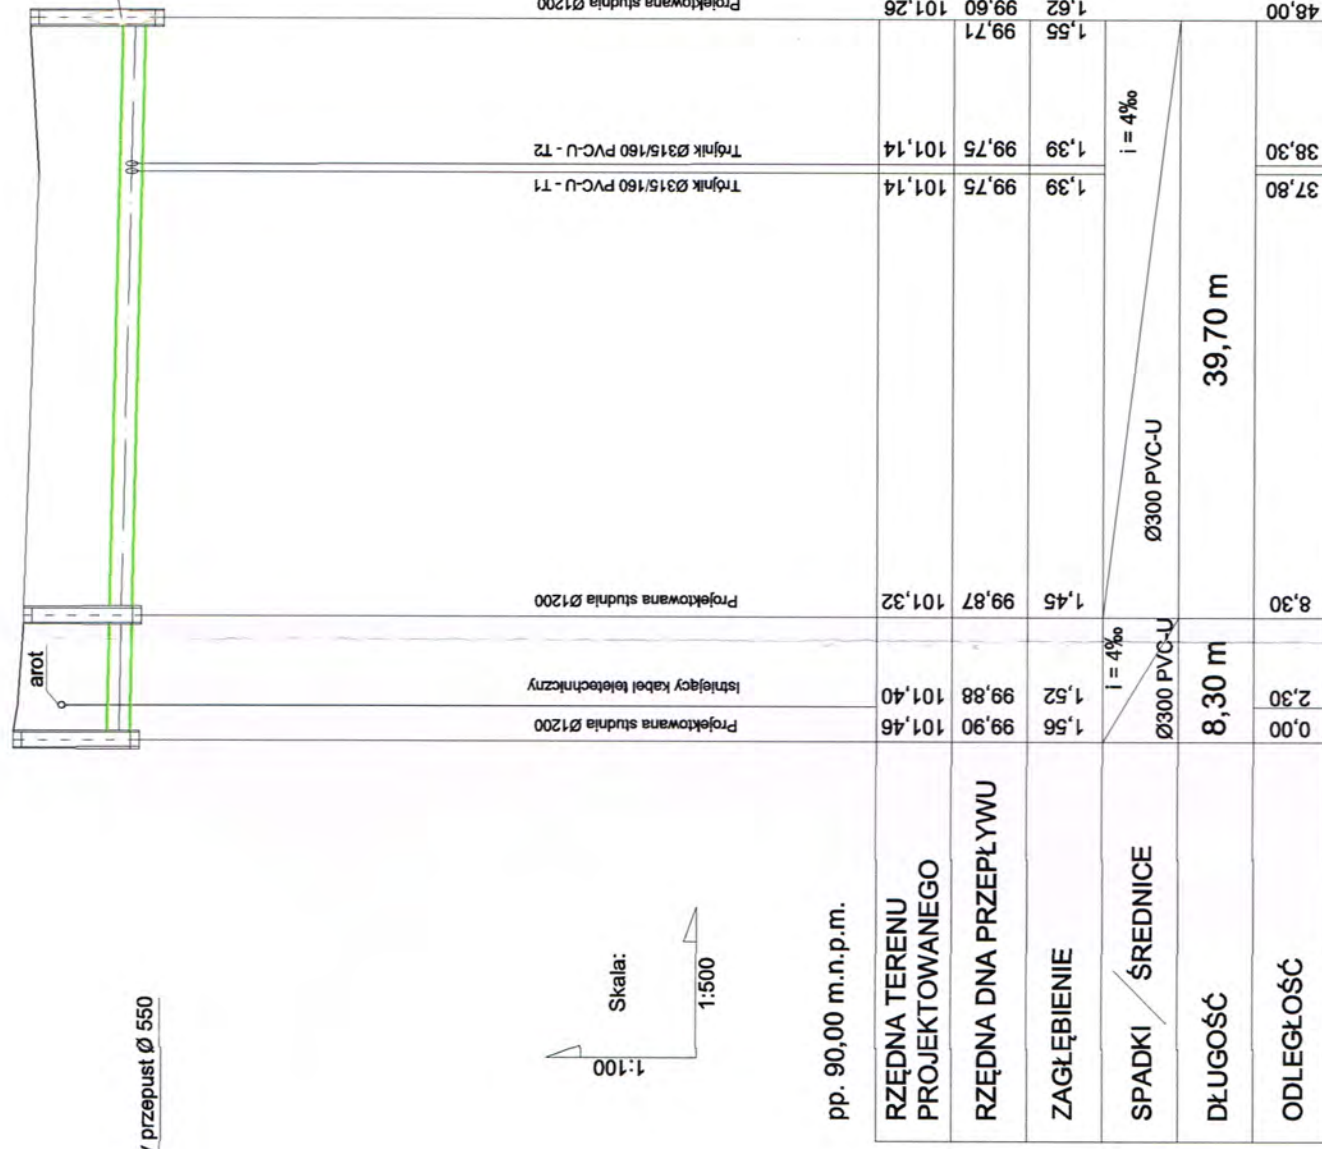 / przepust Ø 550
arot
Skala:
1:100
1:500
Projektowana studnia Ø1200
Istniejący kabel teletechniczny
Projektowana studnia Ø1200
Trójnik Ø315/160 PVC-U - T1
Trójnik Ø315/160 PVC-U - T2
Projektowana studnia Ø1200
pp. 90,00 m.n.p.m.
RZĘDNA TERENU
PROJEKTOWANEGO
101,46
101,40
101,32
101,14
101,14
101,26
RZĘDNA DNA PRZEPŁYWU
99,90
99,88
99,87
99,75
99,75
99,71
99,60
ZAGŁĘBIENIE
1,56
1,52
1,45
1,39
1,39
1,55
1,62
SPADKI / ŚREDNICE
i = 4‰
Ø300 PVC-U
i = 4‰
Ø300 PVC-U
DŁUGOŚĆ
8,30 m
39,70 m
ODLEGŁOŚĆ
0,00
2,30
8,30
37,80
38,30
48,00